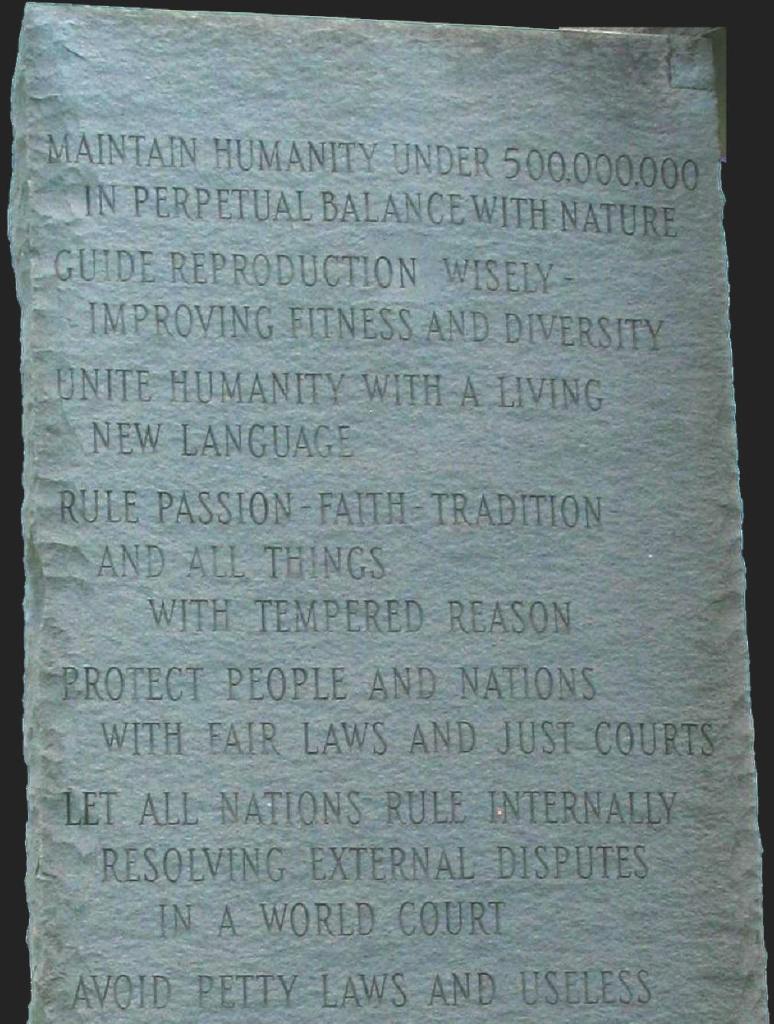 MAINTAIN HUMANITY UNDER 500,000,000
IN PERPETUAL BALANCE WITH NATURE
GUIDE REPRODUCTION WISELY -
IMPROVING FITNESS AND DIVERSITY
UNITE HUMANITY WITH A LIVING
NEW LANGUAGE
RULE PASSION - FAITH - TRADITION
AND ALL THINGS
WITH TEMPERED REASON
PROTECT PEOPLE AND NATIONS
WITH FAIR LAWS AND JUST COURTS
LET ALL NATIONS RULE INTERNALLY
RESOLVING EXTERNAL DISPUTES
IN A WORLD COURT
AVOID PETTY LAWS AND USELESS